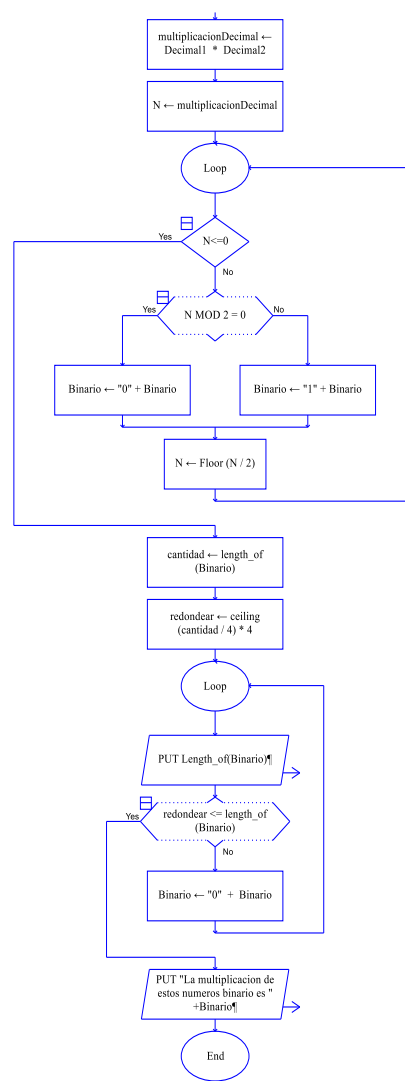 multiplicacionDecimal ←
Decimal1 * Decimal2
N ← multiplicacionDecimal
Loop
Yes
N<=0
No
Yes
N MOD 2 = 0
No
Binario ← "0" + Binario
Binario ← "1" + Binario
N ← Floor (N / 2)
cantidad ← length_of
(Binario)
redondear ← ceiling
(cantidad / 4) * 4
Loop
PUT Length_of(Binario)¶
Yes
redondear <= length_of
(Binario)
No
Binario ← "0" + Binario
PUT "La multiplicacion de
estos numeros binario es "
+Binario¶
End